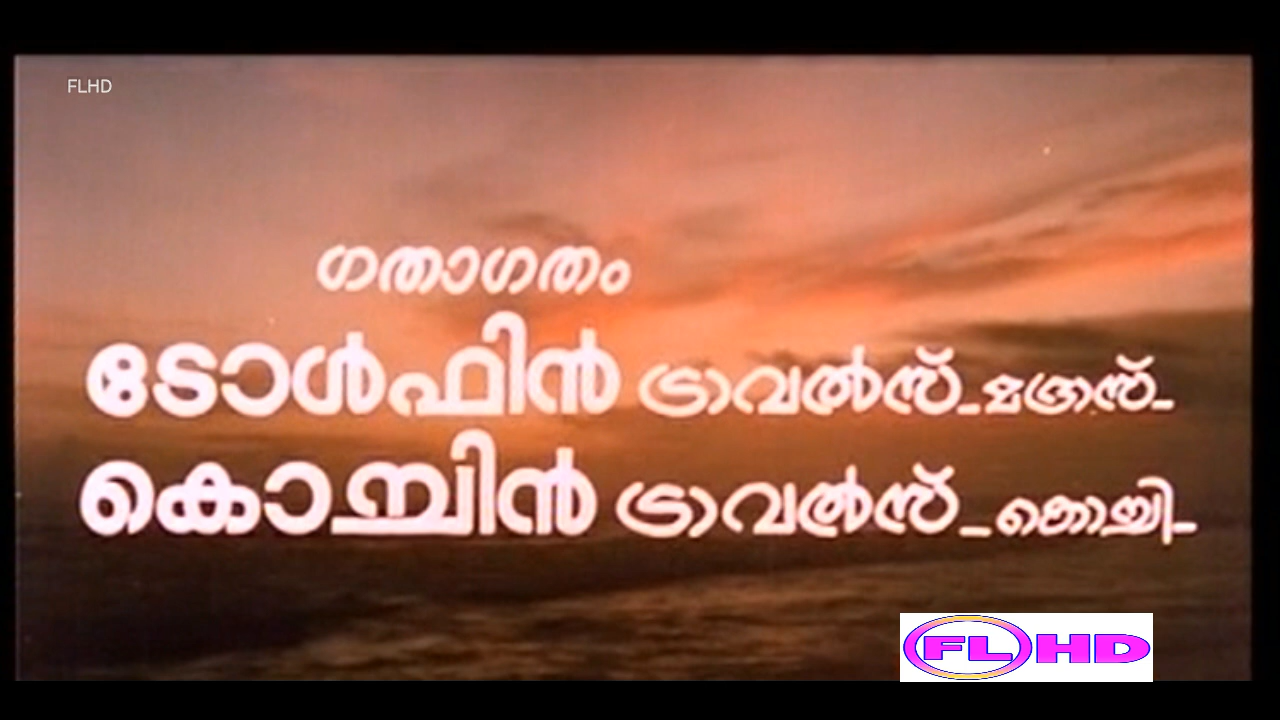 FLHD
ഗതാഗതം
ടോൾഫിൻ ട്രാവൽസ്-മദ്രാസ്-
കൊച്ചിൻ ട്രാവൽസ്-കൊച്ചി-
FLHD